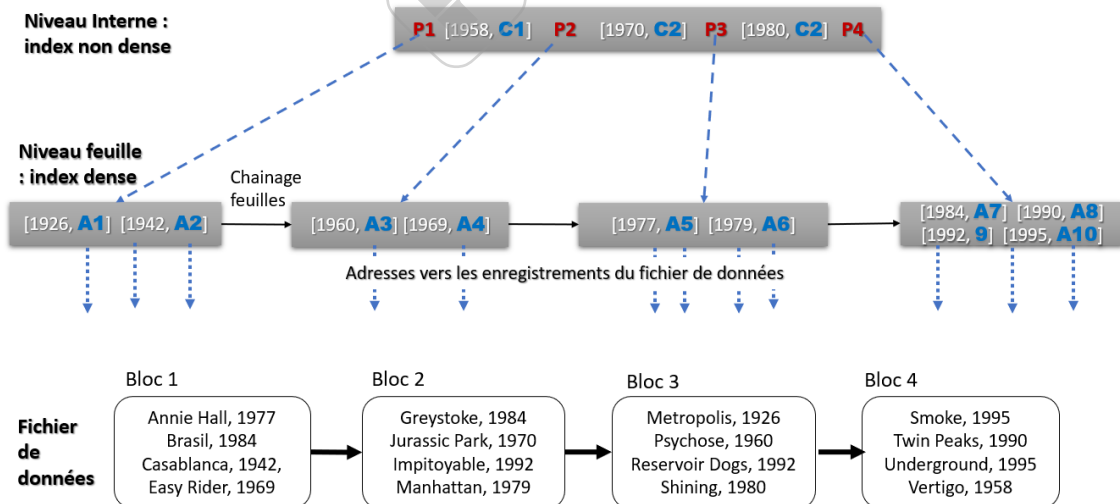 Niveau Interne :
index non dense
P1 [1958, C1] P2 [1970, C2] P3 [1980, C2] P4
Niveau feuille
: index dense
Chainage
feuilles
[1926, A1] [1942, A2]
[1960, A3] [1969, A4]
[1977, A5] [1979, A6]
[1984, A7] [1990, A8]
[1992, 9] [1995, A10]
Adresses vers les enregistrements du fichier de données
Fichier
de
données
Bloc 1
Annie Hall, 1977
Brasil, 1984
Casablanca, 1942,
Easy Rider, 1969
Bloc 2
Greystoke, 1984
Jurassic Park, 1970
Impitoyable, 1992
Manhattan, 1979
Bloc 3
Metropolis, 1926
Psychose, 1960
Reservoir Dogs, 1992
Shining, 1980
Bloc 4
Smoke, 1995
Twin Peaks, 1990
Underground, 1995
Vertigo, 1958